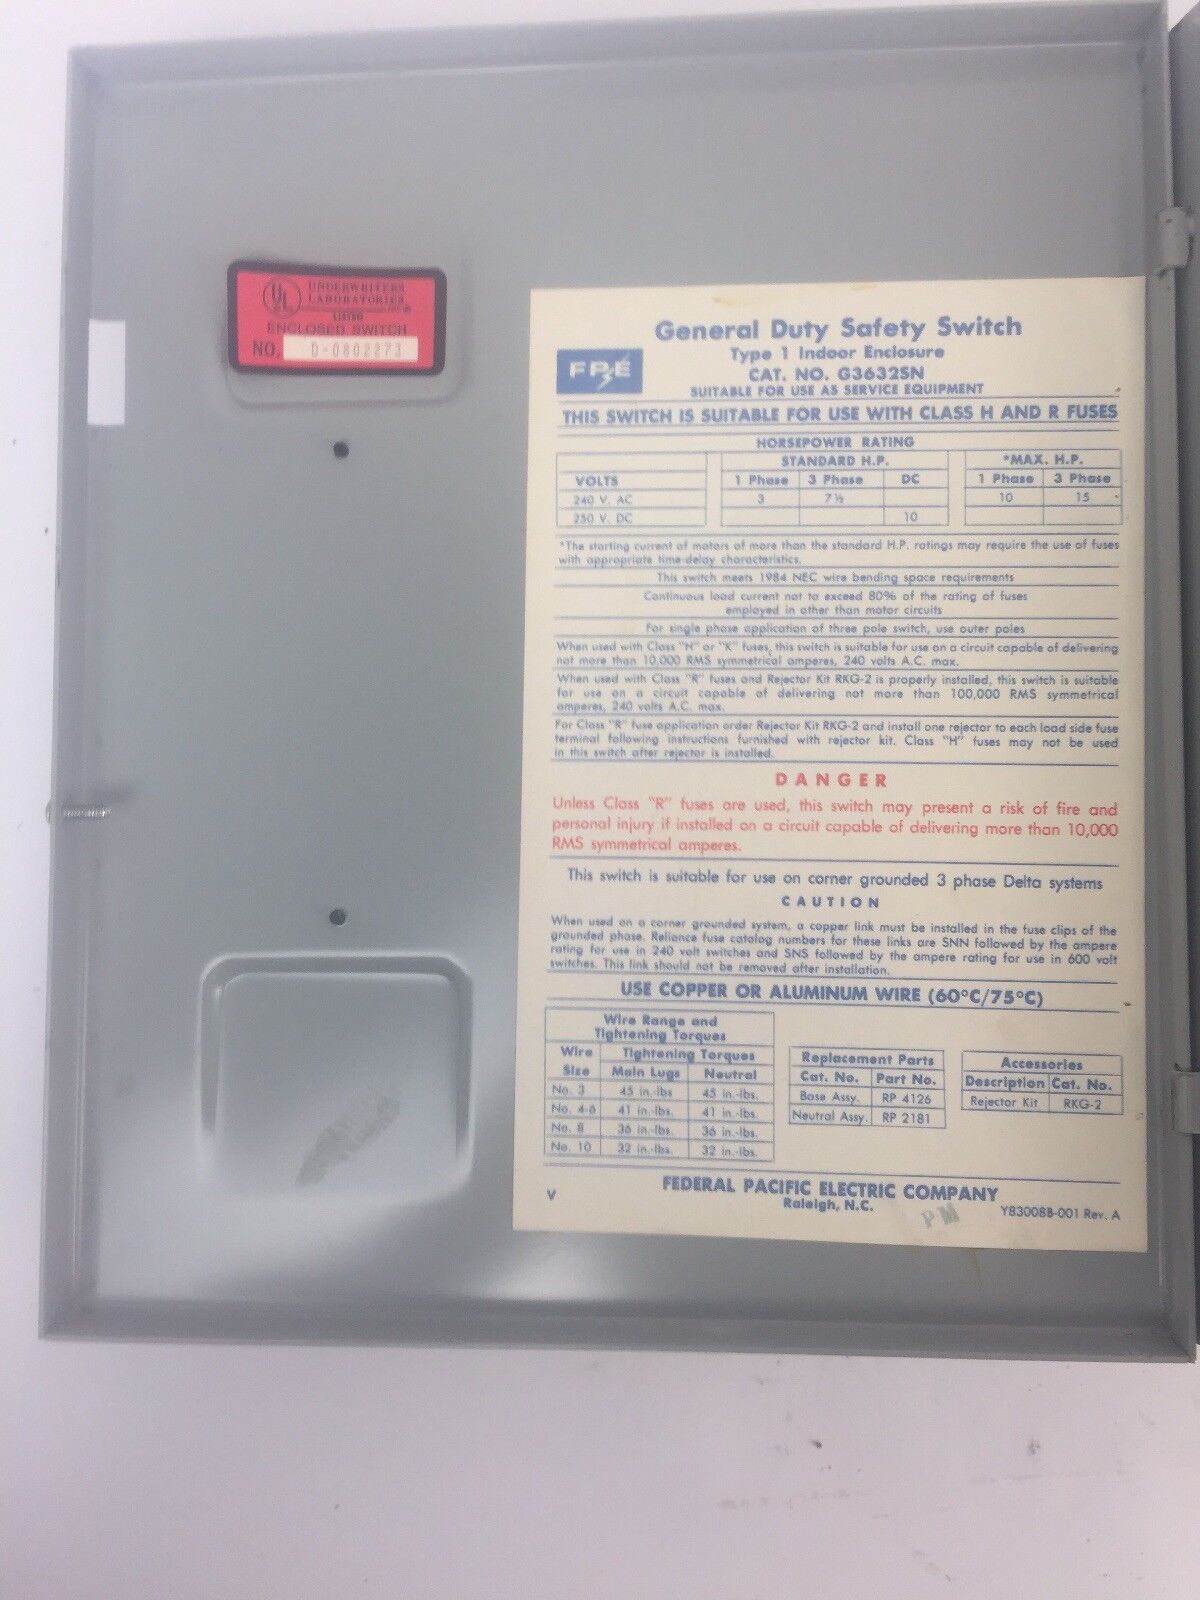 UL
UNDERWRITERS
LABORATORIES
INC.®
LISTED
ENCLOSED SWITCH
NO. D-0802273
General Duty Safety Switch
FPE
Type 1 Indoor Enclosure
CAT. NO. G3632SN
SUITABLE FOR USE AS SERVICE EQUIPMENT
THIS SWITCH IS SUITABLE FOR USE WITH CLASS H AND R FUSES
HORSEPOWER RATING
STANDARD H.P. *MAX. H.P.
VOLTS 1 Phase 3 Phase DC 1 Phase 3 Phase
240 V. AC 3 7½ 10 15
250 V. DC 10
*The starting current of motors of more than the standard H.P. ratings may require the use of fuses
with appropriate time-delay characteristics.
This switch meets 1984 NEC wire bending space requirements
Continuous load current not to exceed 80% of the rating of fuses
employed in other than motor circuits
For single phase application of three pole switch, use outer poles
When used with Class "H" or "K" fuses, this switch is suitable for use on a circuit capable of delivering
not more than 10,000 RMS symmetrical amperes, 240 volts A.C. max.
When used with Class "R" fuses and Rejector Kit RKG-2 is properly installed, this switch is suitable
for use on a circuit capable of delivering not more than 100,000 RMS symmetrical
amperes, 240 volts A.C. max.
For Class "R" fuse application order Rejector Kit RKG-2 and install one rejector to each load side fuse
terminal following instructions furnished with rejector kit. Class "H" fuses may not be used
in this switch after rejector is installed.
DANGER
Unless Class "R" fuses are used, this switch may present a risk of fire and
personal injury if installed on a circuit capable of delivering more than 10,000
RMS symmetrical amperes.
This switch is suitable for use on corner grounded 3 phase Delta systems
CAUTION
When used on a corner grounded system, a copper link must be installed in the fuse clips of the
grounded phase. Reliance fuse catalog numbers for these links are SNN followed by the ampere
rating for use in 240 volt switches and SNS followed by the ampere rating for use in 600 volt
switches. This link should not be removed after installation.
USE COPPER OR ALUMINUM WIRE (60°C/75°C)
Wire Range and
Tightening Torques
Wire Tightening Torques
Size Main Lugs Neutral
No. 3 45 in.-lbs 45 in.-lbs.
No. 4-6 41 in.-lbs. 41 in.-lbs.
No. 8 36 in.-lbs. 36 in.-lbs.
No. 10 32 in.-lbs. 32 in.-lbs.
Replacement Parts
Cat. No. Part No.
Base Assy. RP 4126
Neutral Assy. RP 2181
Accessories
Description Cat. No.
Rejector Kit RKG-2
V
FEDERAL PACIFIC ELECTRIC COMPANY
Raleigh, N.C.
PM
Y83008B-001 Rev. A